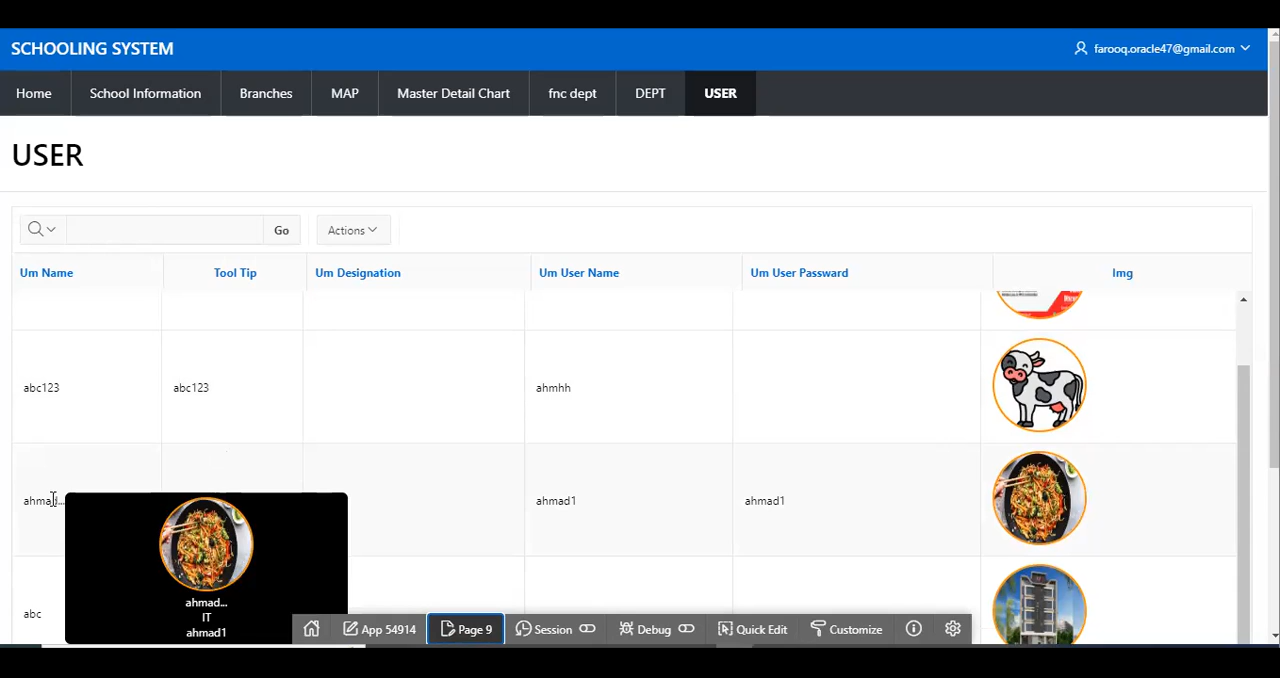 SCHOOLING SYSTEM
farooq.oracle47@gmail.com
Home School Information Branches MAP Master Detail Chart fnc dept DEPT USER
USER
Go Actions
Um Name Tool Tip Um Designation Um User Name Um User Passward Img
abc123 abc123 ahmhh
ahmad... ahmad1 ahmad1
abc
ahmad...
IT
ahmad1
App 54914 Page 9 Session Debug Quick Edit Customize